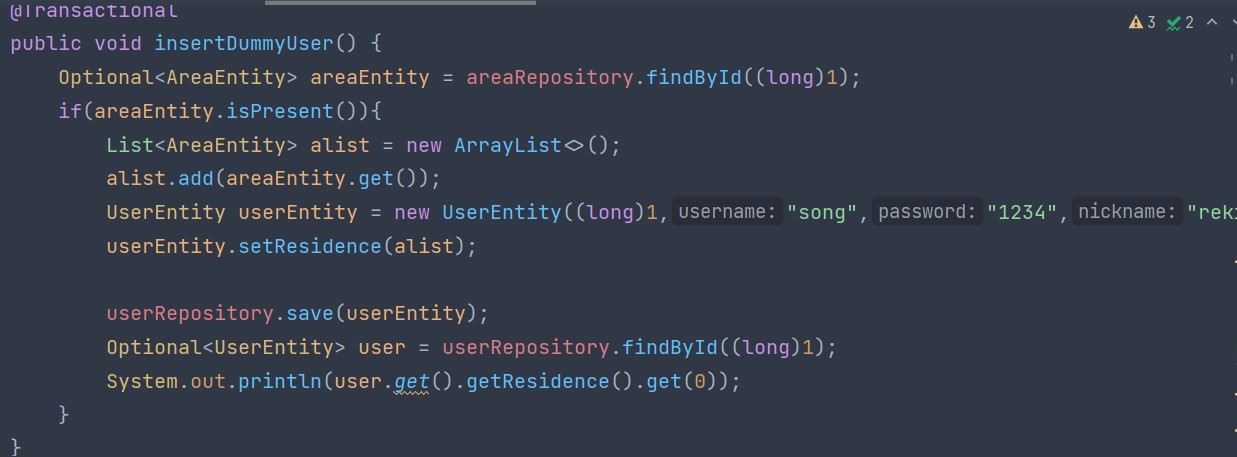 @Transactional
3 2
public void insertDummyUser() {
    Optional<AreaEntity> areaEntity = areaRepository.findById((long)1);
    if(areaEntity.isPresent()){
        List<AreaEntity> alist = new ArrayList<>();
        alist.add(areaEntity.get());
        UserEntity userEntity = new UserEntity((long)1, username: "song", password: "1234", nickname:
        userEntity.setResidence(alist);
        userRepository.save(userEntity);
        Optional<UserEntity> user = userRepository.findById((long)1);
        System.out.println(user.get().getResidence().get(0));
    }
}